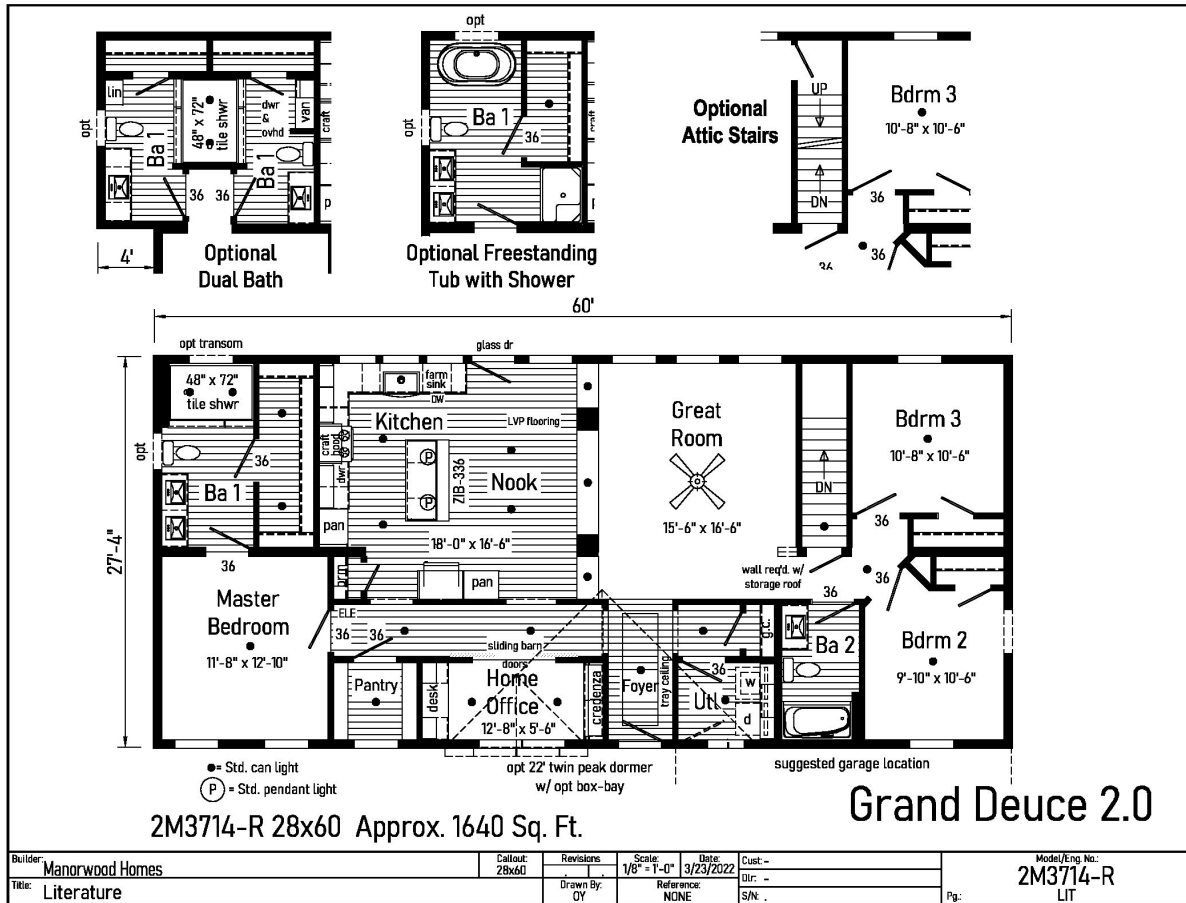 opt
lin
48" x 72"
tile shwr
dwr
&
ovhd
van
craft
opt
Ba 1
Ba 1
36
36
P
4'
Optional
Dual Bath
opt
opt
Ba 1
36
craft
P
Optional Freestanding
Tub with Shower
Optional
Attic Stairs
UP
DN
Bdrm 3
10'-8" x 10'-6"
36
36
36
60'
27'-4"
opt transom
glass dr
48" x 72"
tile shwr
opt
36
Ba 1
36
craft
hood
dwr
pan
farm
sink
DW
Kitchen
LVP flooring
P
P
ZIB-336
Nook
18'-0" x 16'-6"
prm
pan
Great
Room
15'-6" x 16'-6"
DN
wall req'd. w/
storage roof
Bdrm 3
10'-8" x 10'-6"
36
36
36
Master
Bedroom
11'-8" x 12'-10"
ELE
36
36
sliding barn
doors
Pantry
desk
Home
Office
12'-8" x 5'-6"
credenza
Foyer
tray ceiling
g.c.
36
Utl
w
d
Ba 2
Bdrm 2
9'-10" x 10'-6"
= Std. can light
P = Std. pendant light
opt 22' twin peak dormer
w/ opt box-bay
suggested garage location
2M3714-R 28x60 Approx. 1640 Sq. Ft.
Grand Deuce 2.0
Builder: Manorwood Homes
Title: Literature
Callout:
28x60
Revisions
Scale:
1/8" = 1'-0"
Date:
3/23/2022
Drawn By:
OY
Reference:
NONE
Cust: -
Dlr: -
S/N: .
Model/Eng. No.:
2M3714-R
Pg.: LIT